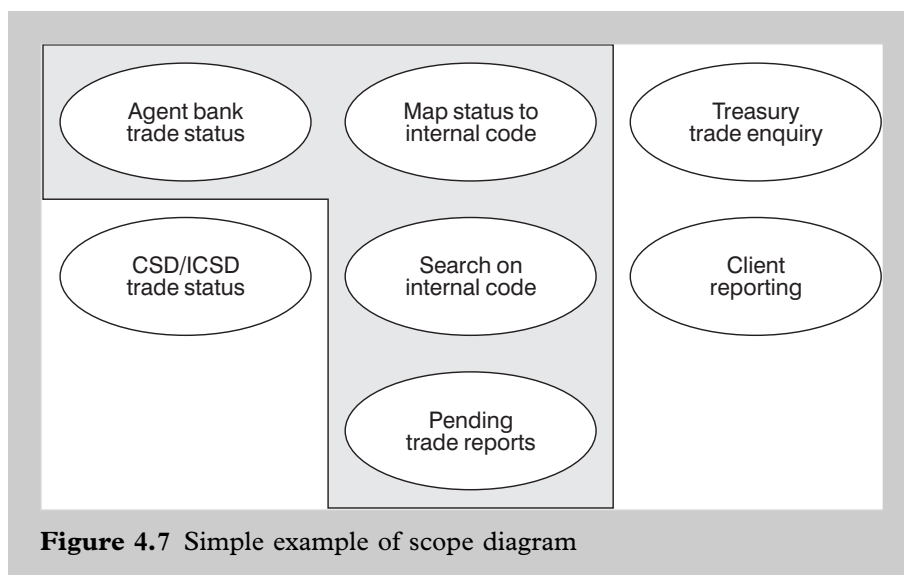 Agent bank
trade status
Map status to
internal code
Treasury
trade enquiry
CSD/ICSD
trade status
Search on
internal code
Client
reporting
Pending
trade reports
Figure 4.7 Simple example of scope diagram